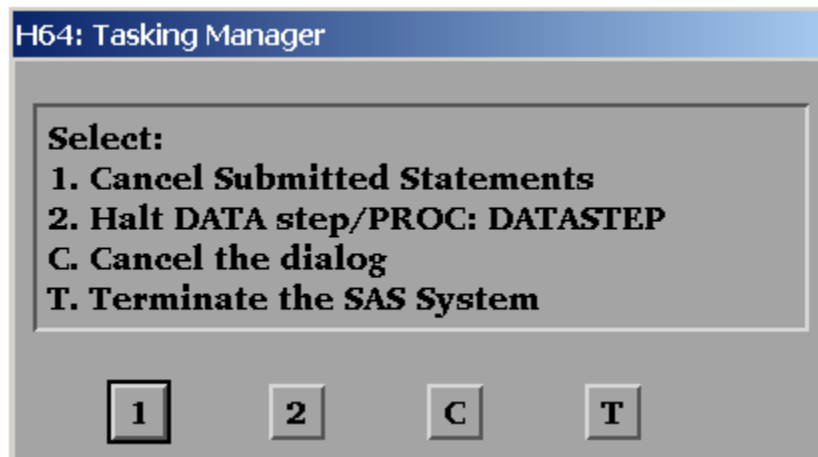 H64: Tasking Manager
Select:
1. Cancel Submitted Statements
2. Halt DATA step/PROC: DATASTEP
C. Cancel the dialog
T. Terminate the SAS System
1 2 C T